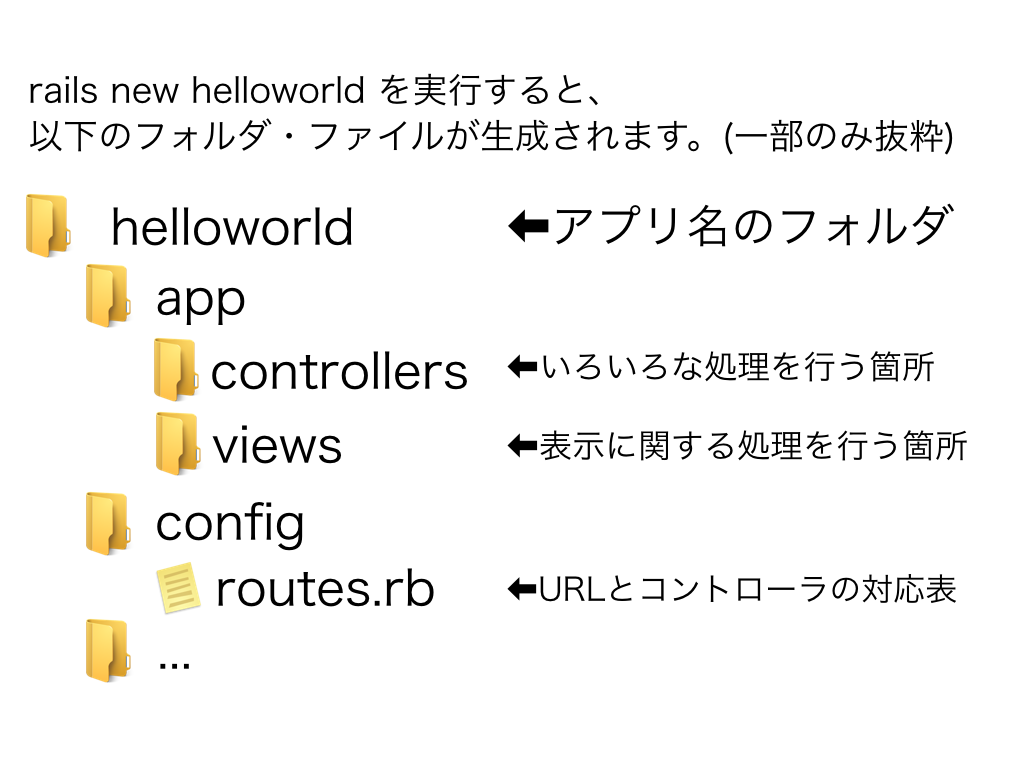 rails new helloworld を実行すると、
以下のフォルダ・ファイルが生成されます。(一部のみ抜粋)
helloworld ⬅アプリ名のフォルダ
app
controllers ⬅いろいろな処理を行う箇所
views ⬅表示に関する処理を行う箇所
config
routes.rb ⬅URLとコントローラの対応表
...